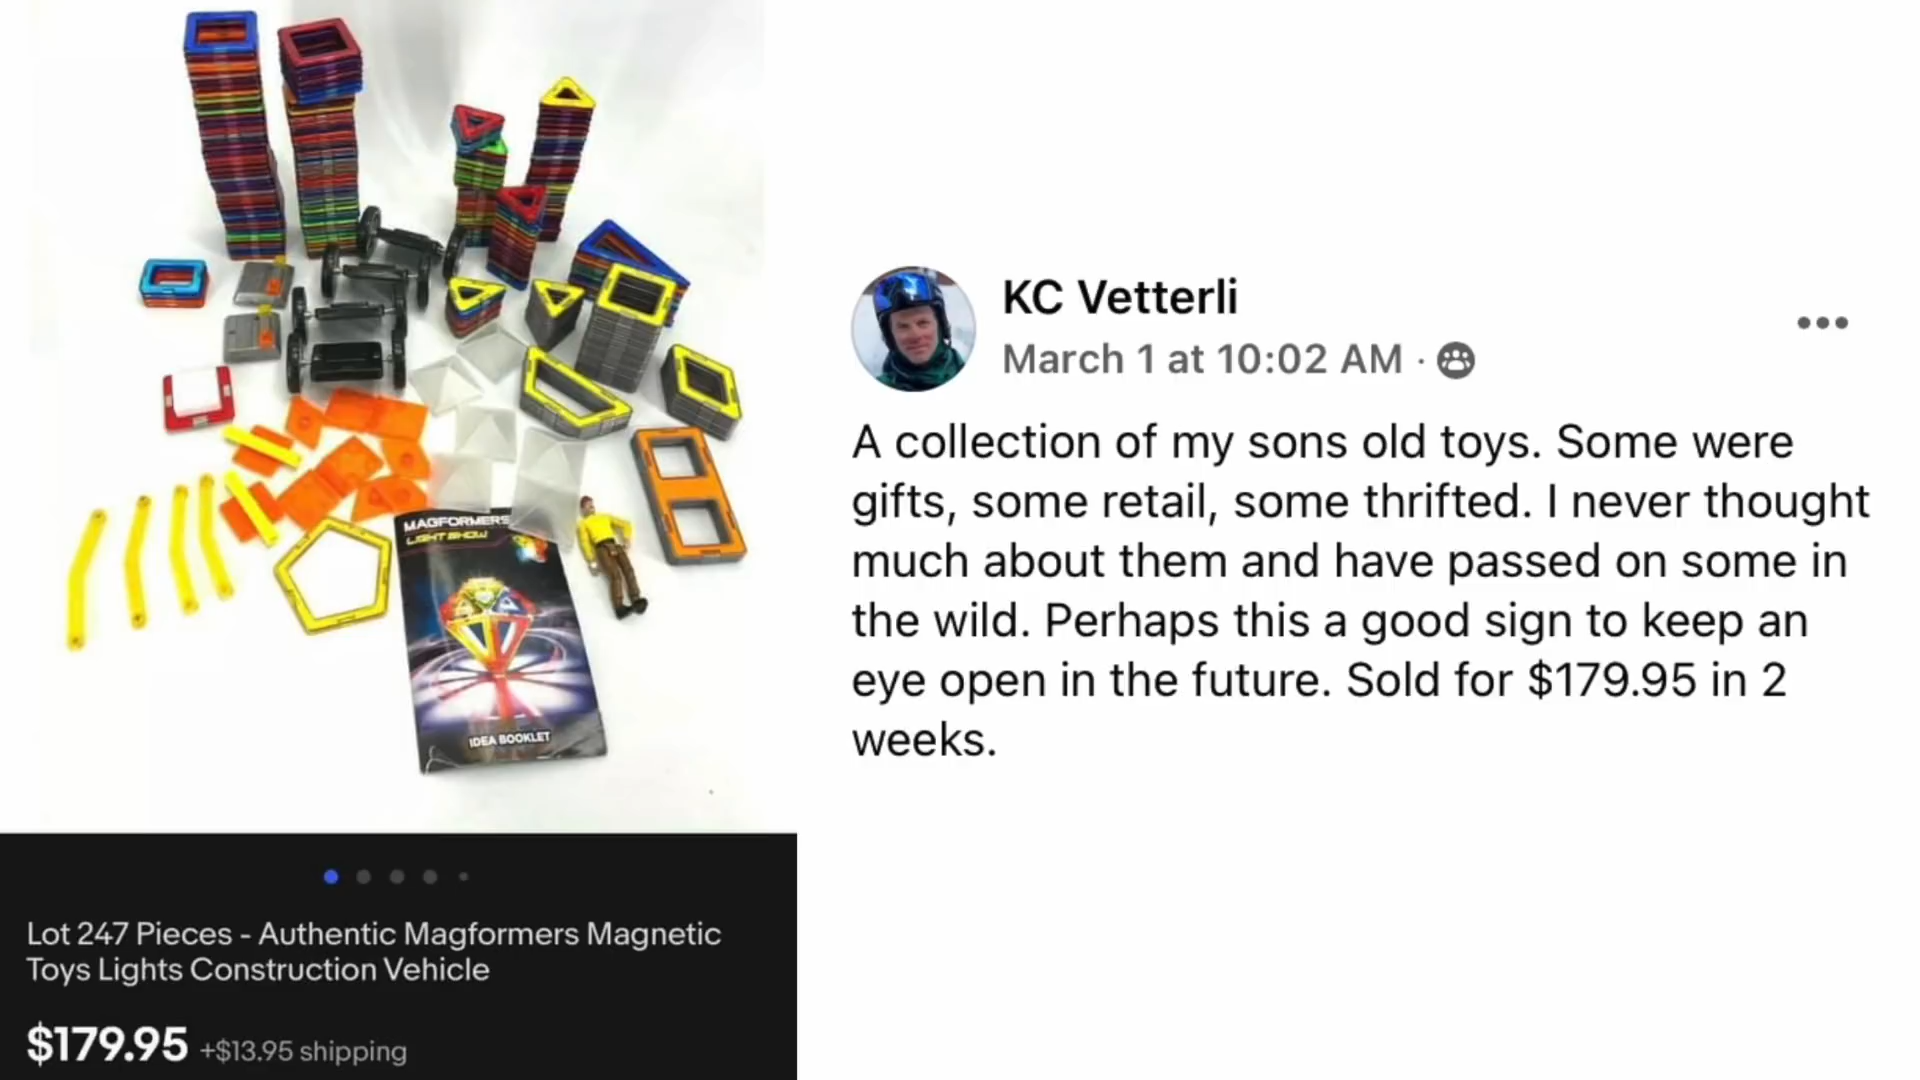 MAGFORMERS
LIGHT SHOW
IDEA BOOKLET
Lot 247 Pieces - Authentic Magformers Magnetic
Toys Lights Construction Vehicle
$179.95 +$13.95 shipping
KC Vetterli
March 1 at 10:02 AM ·
A collection of my sons old toys. Some were
gifts, some retail, some thrifted. I never thought
much about them and have passed on some in
the wild. Perhaps this a good sign to keep an
eye open in the future. Sold for $179.95 in 2
weeks.